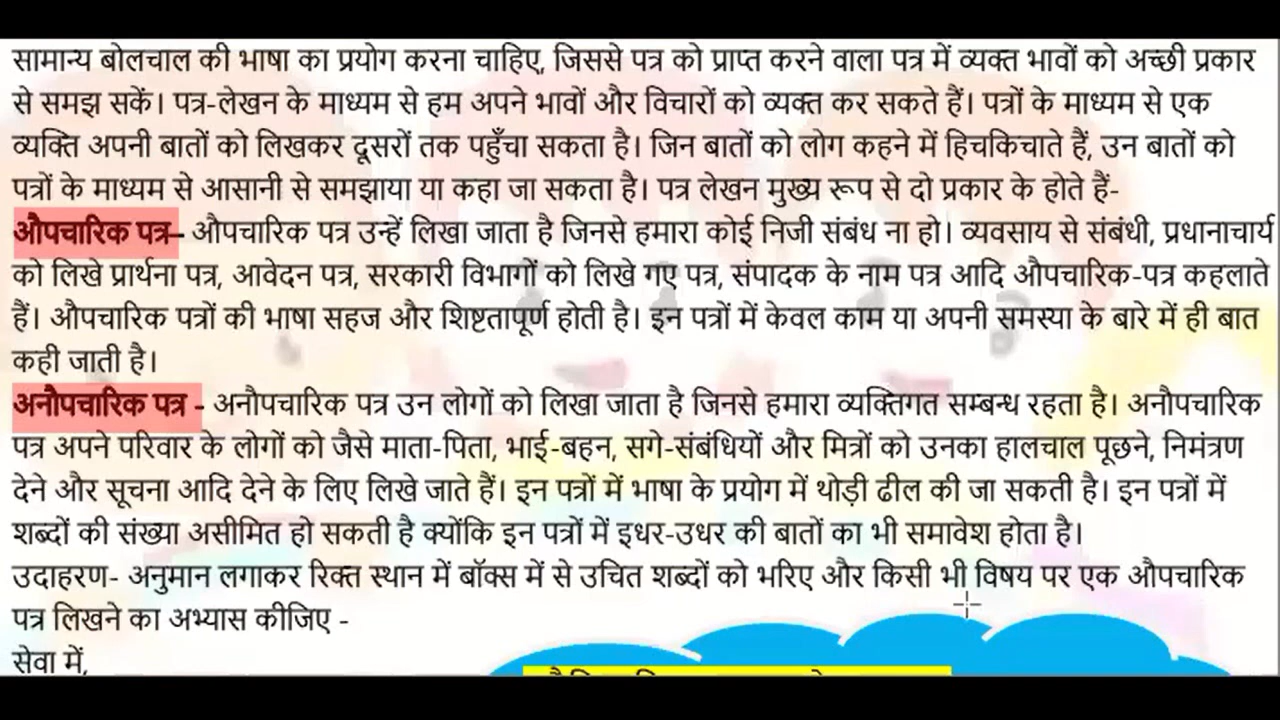 सामान्य बोलचाल की भाषा का प्रयोग करना चाहिए, जिससे पत्र को प्राप्त करने वाला पत्र में व्यक्त भावों को अच्छी प्रकार
से समझ सकें। पत्र-लेखन के माध्यम से हम अपने भावों और विचारों को व्यक्त कर सकते हैं। पत्रों के माध्यम से एक
व्यक्ति अपनी बातों को लिखकर दूसरों तक पहुँचा सकता है। जिन बातों को लोग कहने में हिचकिचाते हैं, उन बातों को
पत्रों के माध्यम से आसानी से समझाया या कहा जा सकता है। पत्र लेखन मुख्य रूप से दो प्रकार के होते हैं-
औपचारिक पत्र– औपचारिक पत्र उन्हें लिखा जाता है जिनसे हमारा कोई निजी संबंध ना हो। व्यवसाय से संबंधी, प्रधानाचार्य
को लिखे प्रार्थना पत्र, आवेदन पत्र, सरकारी विभागों को लिखे गए पत्र, संपादक के नाम पत्र आदि औपचारिक-पत्र कहलाते
हैं। औपचारिक पत्रों की भाषा सहज और शिष्टतापूर्ण होती है। इन पत्रों में केवल काम या अपनी समस्या के बारे में ही बात
कही जाती है।
अनौपचारिक पत्र - अनौपचारिक पत्र उन लोगों को लिखा जाता है जिनसे हमारा व्यक्तिगत सम्बन्ध रहता है। अनौपचारिक
पत्र अपने परिवार के लोगों को जैसे माता-पिता, भाई-बहन, सगे-संबंधियों और मित्रों को उनका हालचाल पूछने, निमंत्रण
देने और सूचना आदि देने के लिए लिखे जाते हैं। इन पत्रों में भाषा के प्रयोग में थोड़ी ढील की जा सकती है। इन पत्रों में
शब्दों की संख्या असीमित हो सकती है क्योंकि इन पत्रों में इधर-उधर की बातों का भी समावेश होता है।
उदाहरण- अनुमान लगाकर रिक्त स्थान में बॉक्स में से उचित शब्दों को भरिए और किसी भी विषय पर एक औपचारिक
पत्र लिखने का अभ्यास कीजिए -
सेवा में,